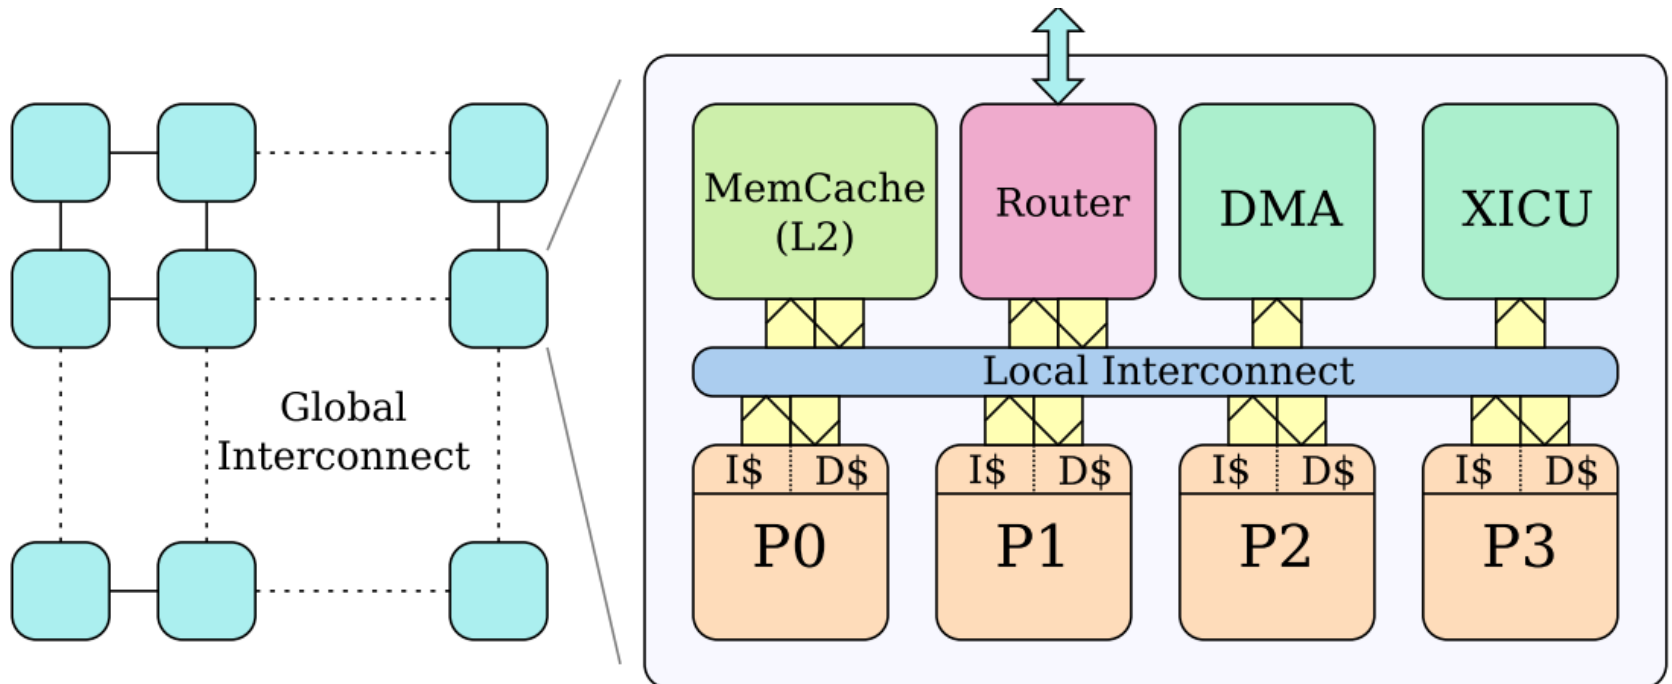 Global
Interconnect
MemCache
(L2)
Router
DMA
XICU
Local Interconnect
I$ D$
P0
I$ D$
P1
I$ D$
P2
I$ D$
P3